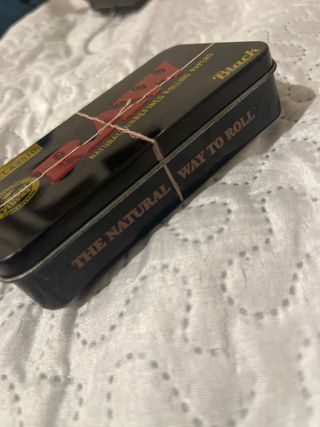 RAW
Black
NATURAL UNREFINED ROLLING PAPERS
THE NATURAL WAY TO ROLL